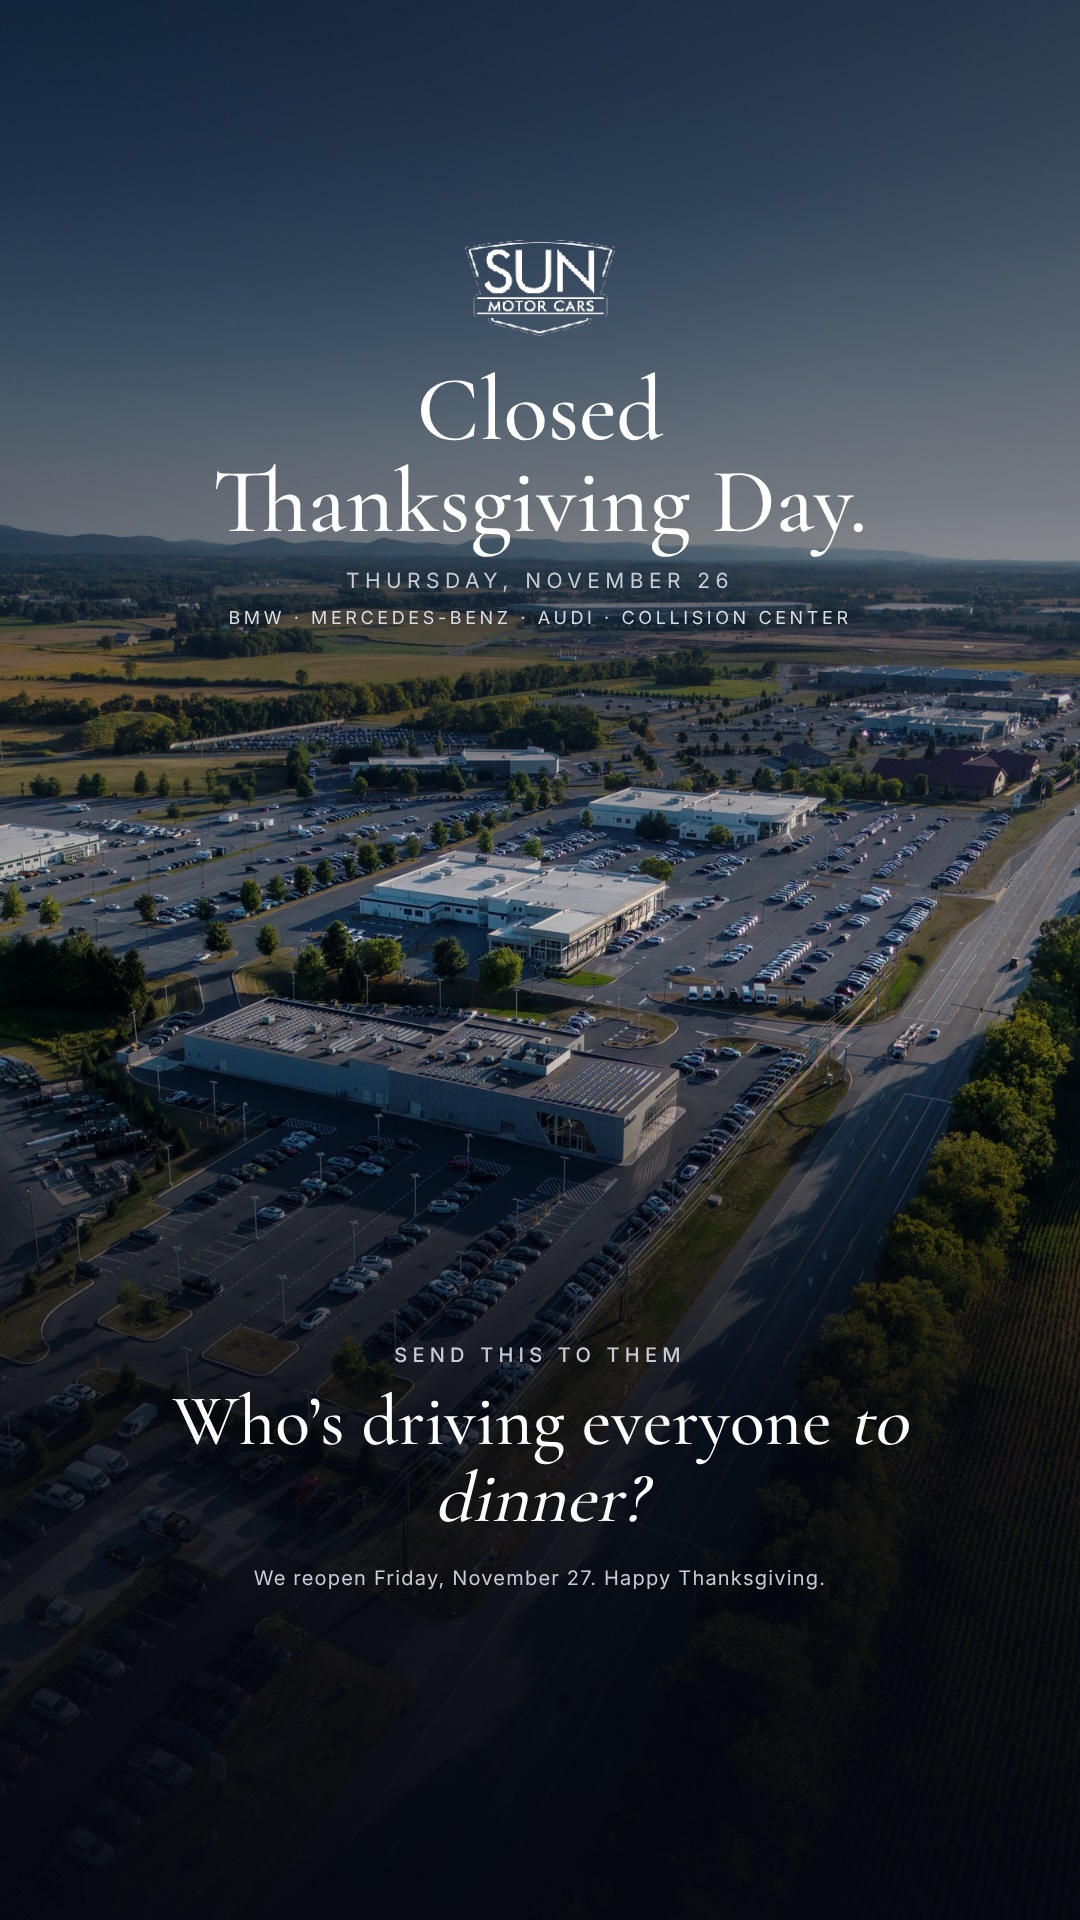 SUN
MOTOR CARS
Closed
Thanksgiving Day.
THURSDAY, NOVEMBER 26
BMW · MERCEDES-BENZ · AUDI · COLLISION CENTER
SEND THIS TO THEM
Who’s driving everyone to
dinner?
We reopen Friday, November 27. Happy Thanksgiving.